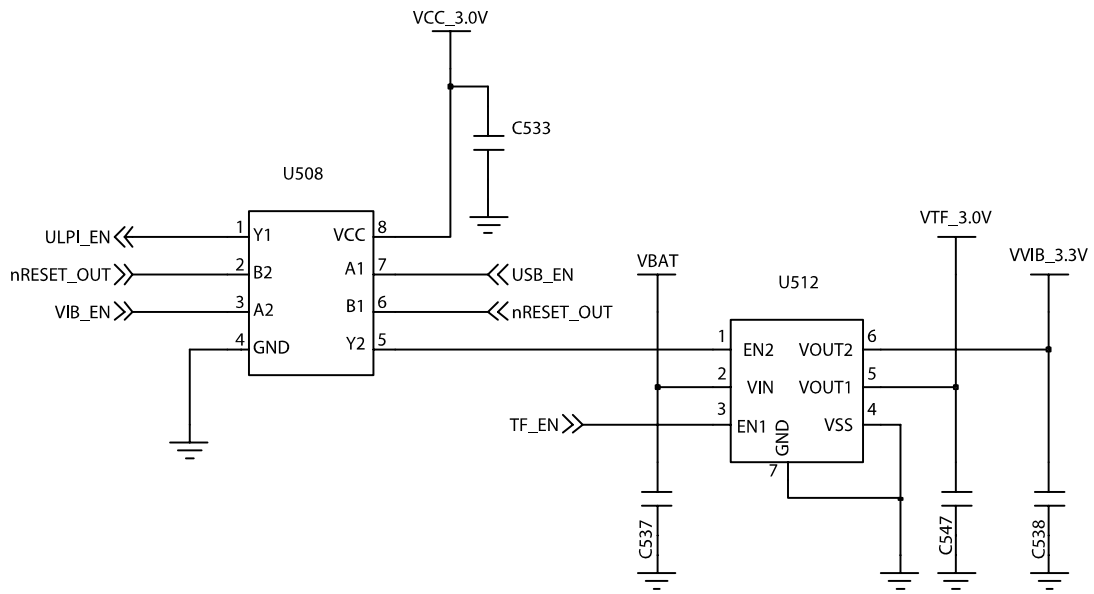 VCC_3.0V
C533
U508
ULPI_EN
1
Y1
VCC
8
nRESET_OUT
2
B2
A1
7
USB_EN
VIB_EN
3
A2
B1
6
nRESET_OUT
4
GND
Y2
5
VBAT
U512
VTF_3.0V
VVIB_3.3V
1
EN2
VOUT2
6
2
VIN
VOUT1
5
TF_EN
3
EN1
GND
VSS
4
7
C537
C547
C538